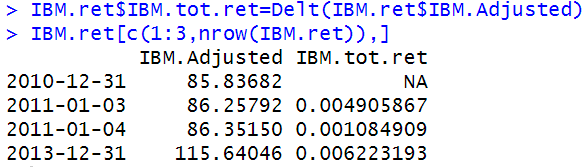 > IBM.ret$IBM.tot.ret=Delt(IBM.ret$IBM.Adjusted)
> IBM.ret[c(1:3,nrow(IBM.ret)),]
           IBM.Adjusted IBM.tot.ret
2010-12-31     85.83682          NA
2011-01-03     86.25792 0.004905867
2011-01-04     86.35150 0.001084909
2013-12-31    115.64046 0.006223193